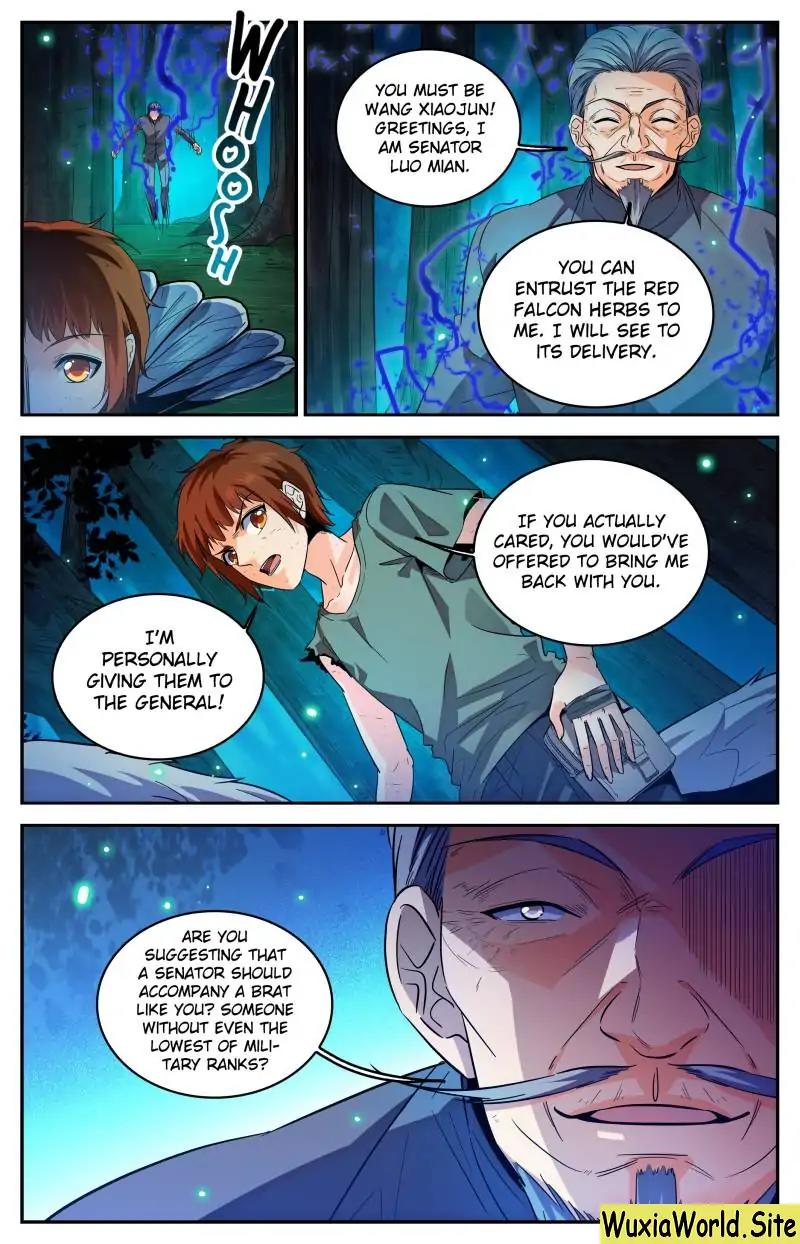 WHOOSH
YOU MUST BE
WANG XIAOJUN!
GREETINGS, I
AM SENATOR
LUO MIAN.
YOU CAN
ENTRUST THE RED
FALCON HERBS TO
ME. I WILL SEE TO
ITS DELIVERY.
IF YOU ACTUALLY
CARED, YOU WOULD'VE
OFFERED TO BRING ME
BACK WITH YOU.
I'M
PERSONALLY
GIVING THEM TO
THE GENERAL!
ARE YOU
SUGGESTING THAT
A SENATOR SHOULD
ACCOMPANY A BRAT
LIKE YOU? SOMEONE
WITHOUT EVEN THE
LOWEST OF MILI-
TARY RANKS?
WuxiaWorld.Site